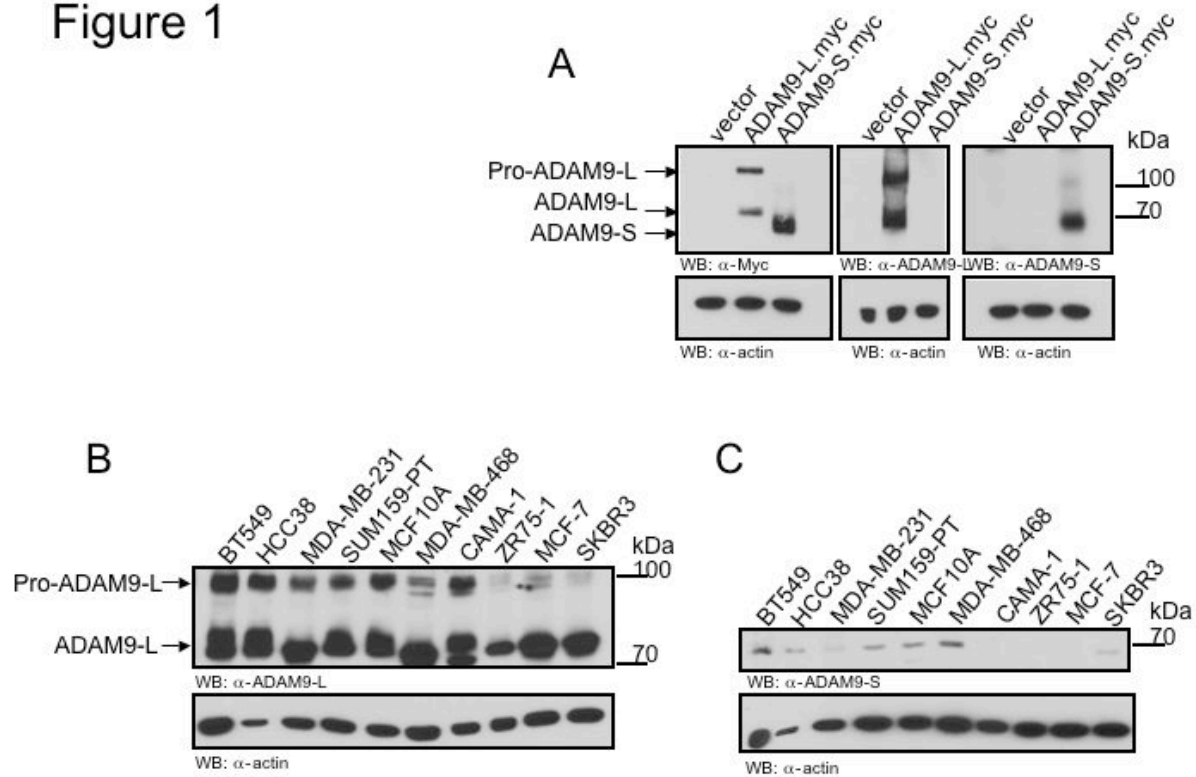 Figure 1
A
vector
ADAM9-L.myc
ADAM9-S.myc
vector
ADAM9-L.myc
ADAM9-S.myc
vector
ADAM9-L.myc
ADAM9-S.myc
kDa
Pro-ADAM9-L
100
ADAM9-L
70
ADAM9-S
WB: α-Myc
WB: α-ADAM9-L
WB: α-ADAM9-S
WB: α-actin
WB: α-actin
WB: α-actin
B
BT549
HCC38
MDA-MB-231
SUM159-PT
MCF10A
MDA-MB-468
CAMA-1
ZR75-1
MCF-7
SKBR3
kDa
Pro-ADAM9-L
100
ADAM9-L
70
WB: α-ADAM9-L
WB: α-actin
C
BT549
HCC38
MDA-MB-231
SUM159-PT
MCF10A
MDA-MB-468
CAMA-1
ZR75-1
MCF-7
SKBR3
kDa
70
WB: α-ADAM9-S
WB: α-actin